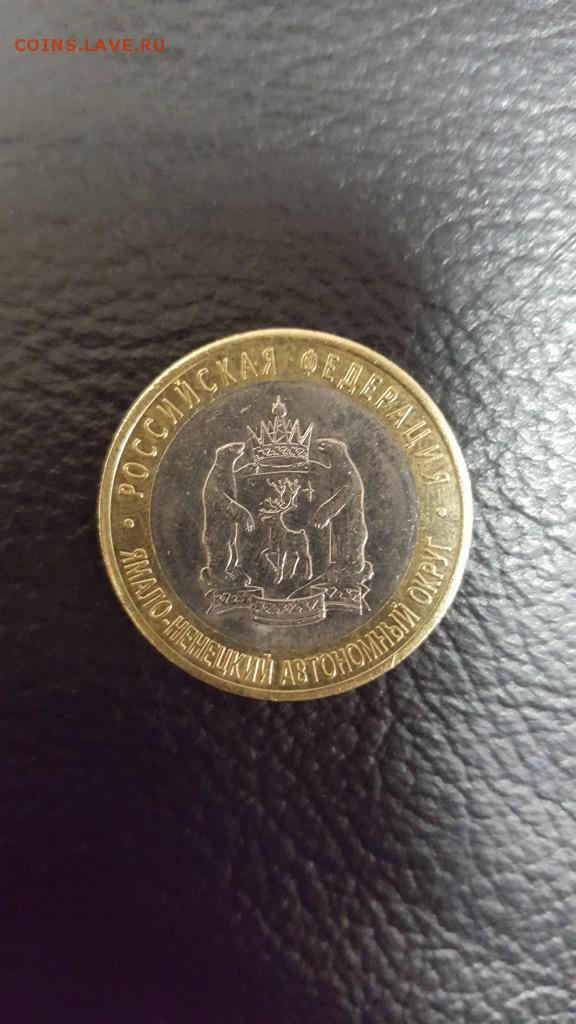 COINS.LAVE.RU
• РОССИЙСКАЯ ФЕДЕРАЦИЯ •
ЯМАЛО-НЕНЕЦКИЙ АВТОНОМНЫЙ ОКРУГ